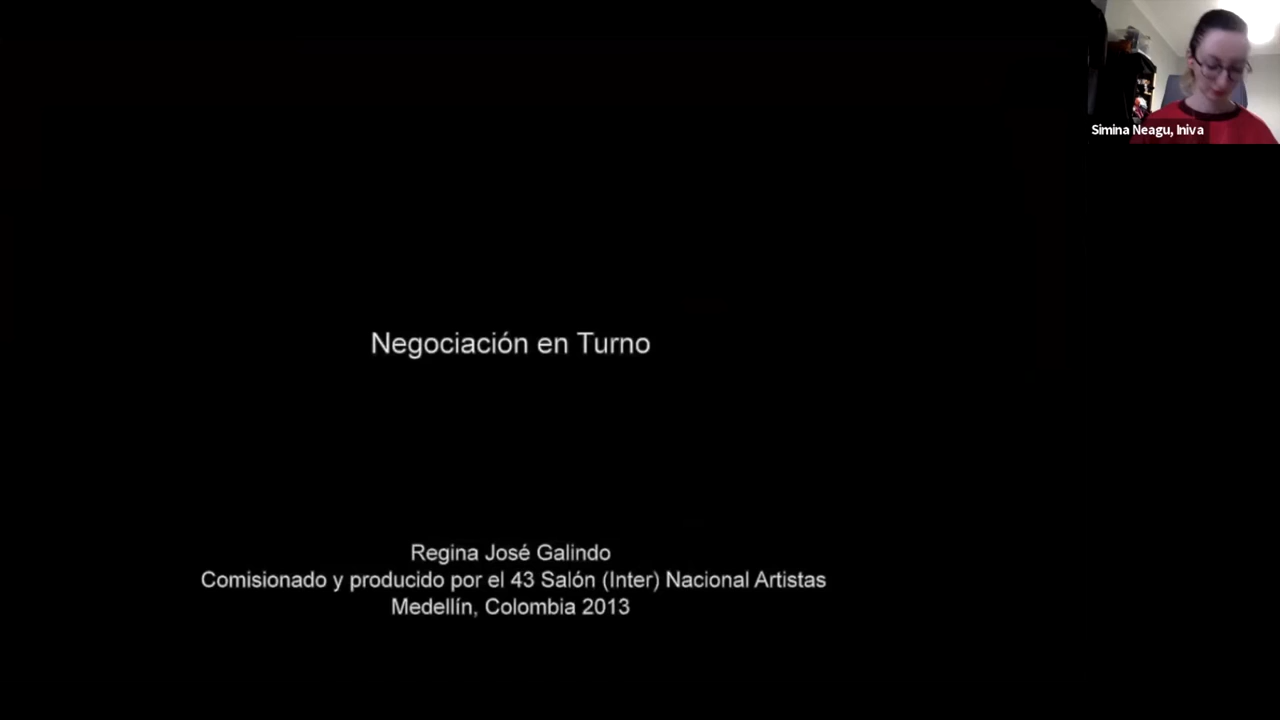 Simina Neagu, Iniva
Negociación en Turno
Regina José Galindo
Comisionado y producido por el 43 Salón (Inter) Nacional Artistas
Medellín, Colombia 2013